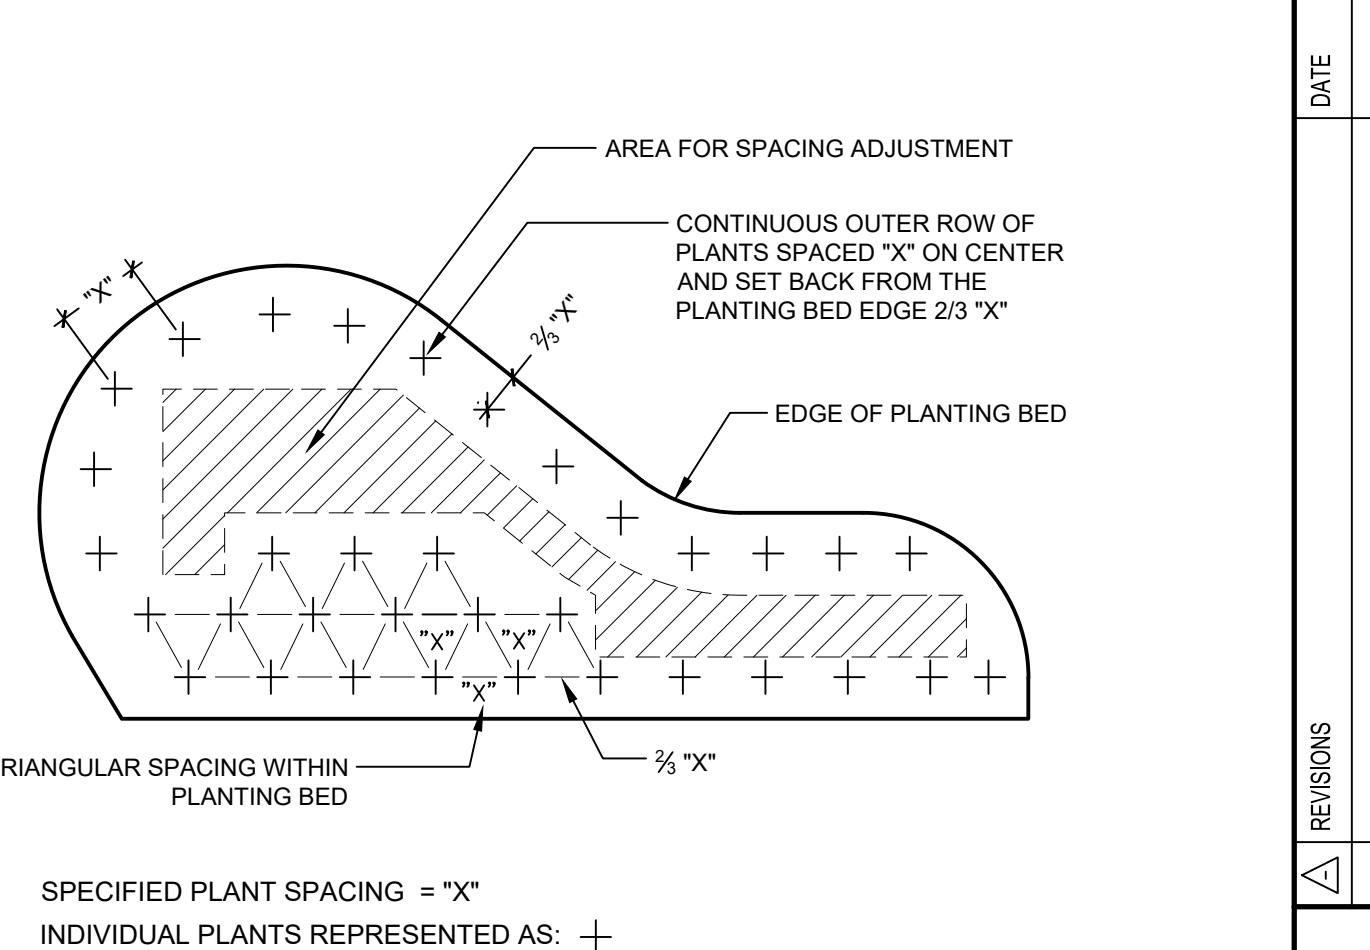 DATE
AREA FOR SPACING ADJUSTMENT
CONTINUOUS OUTER ROW OF
PLANTS SPACED "X" ON CENTER
AND SET BACK FROM THE
PLANTING BED EDGE 2/3 "X"
"X"
⅔ "X"
EDGE OF PLANTING BED
"X" "X"
"X"
RIANGULAR SPACING WITHIN
PLANTING BED
⅔ "X"
REVISIONS
SPECIFIED PLANT SPACING = "X"
INDIVIDUAL PLANTS REPRESENTED AS: